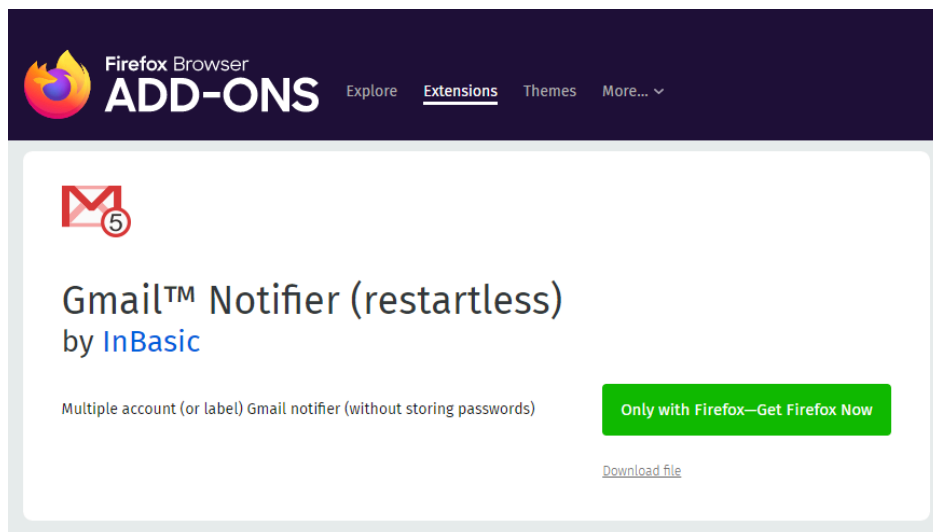 Firefox Browser
ADD-ONS
Explore Extensions Themes More...
5
Gmail™ Notifier (restartless)
by InBasic
Multiple account (or label) Gmail notifier (without storing passwords)
Only with Firefox—Get Firefox Now
Download file